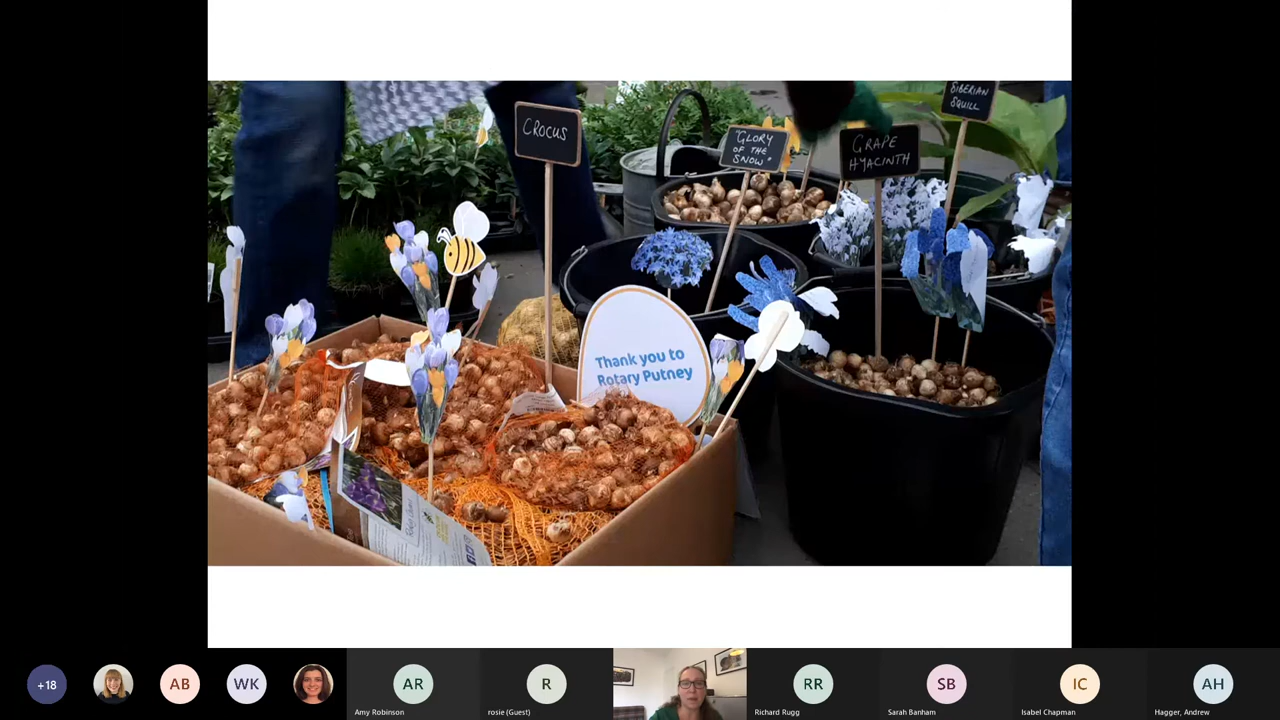 CROCUS
"GLORY
OF THE
SNOW"
GRAPE
HYACINTH
SIBERIAN
SQUILL
Thank you to
Rotary Putney
+18
AB
WK
AR
Amy Robinson
R
rosie (Guest)
RR
Richard Rugg
SB
Sarah Banham
IC
Isabel Chapman
AH
Hagger, Andrew